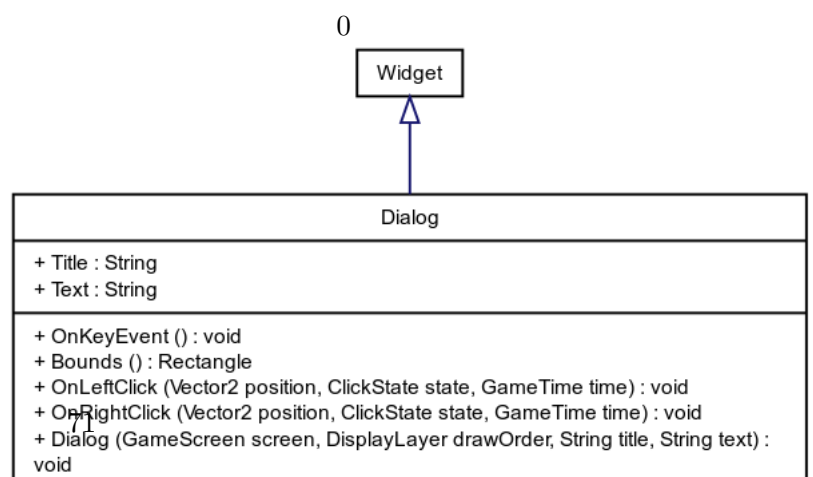 0
Widget
Dialog
+ Title : String
+ Text : String
+ OnKeyEvent () : void
+ Bounds () : Rectangle
+ OnLeftClick (Vector2 position, ClickState state, GameTime time) : void
+ OnRightClick (Vector2 position, ClickState state, GameTime time) : void
71
+ Dialog (GameScreen screen, DisplayLayer drawOrder, String title, String text) :
void